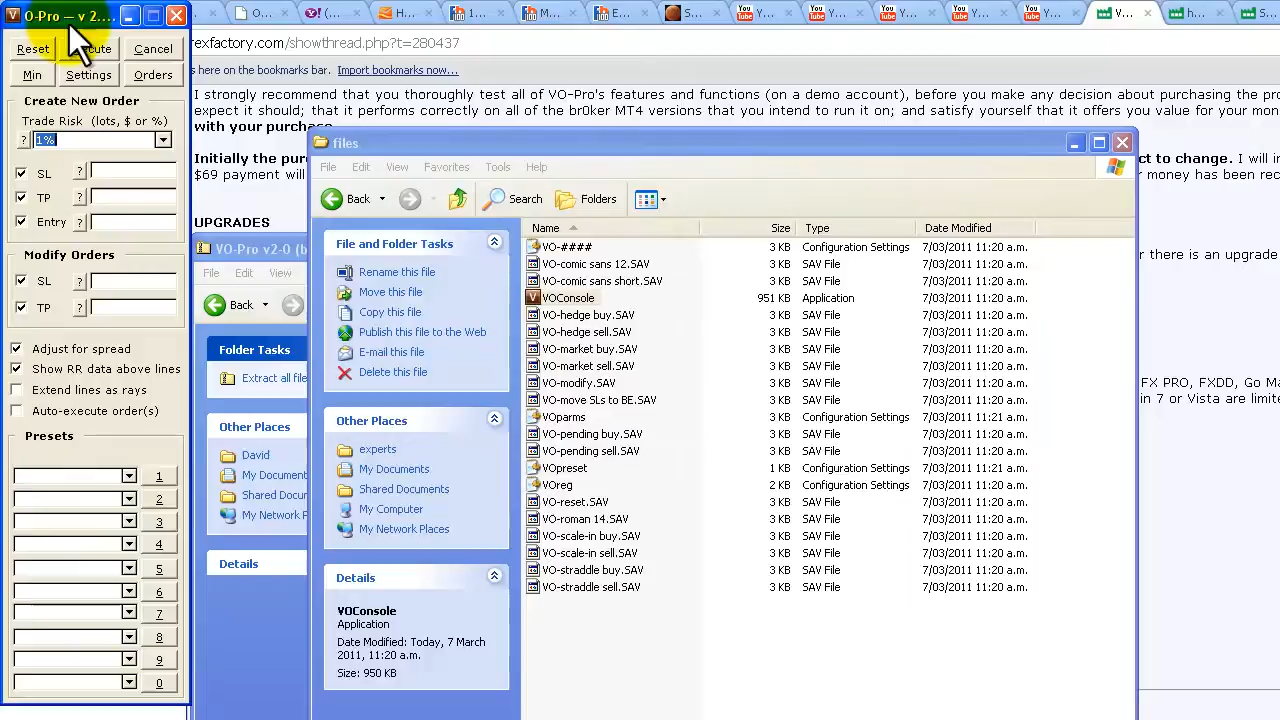 O-Pro – v 2....
Reset
Cancel
Min
Settings
Orders
Create New Order
Trade Risk (lots, $ or %)
?
1%
SL
?
TP
?
Entry
?
Modify Orders
SL
?
TP
?
Adjust for spread
Show RR data above lines
Extend lines as rays
Auto-execute order(s)
Presets
1
2
3
4
5
6
7
8
9
0
O...
Y! (...
H...
1...
E...
S...
Y...
Y...
Y...
Y...
V...
h...
S...
rexfactory.com/showthread.php?t=280437
s here on the bookmarks bar. Import bookmarks now...
I strongly recommend that you thoroughly test all of VO-Pro's features and functions (on a demo account), before you make any decision about purchasing the pro
expect it should; that it performs correctly on all of the br0ker MT4 versions that you intend to run it on, and satisfy yourself that it offers you value for your mon
with your purchase.
Initially the pur
ct to change. I will in
$69 payment will
r money has been rec
UPGRADES
r there is an upgrade
FX PRO, FXDD, Go Ma
in 7 or Vista are limite
VO-Pro v2-0 (b
File Edit View
Back
Folder Tasks
Extract all file
Other Places
David
My Document
Shared Docum
My Network P
Details
files
File Edit View Favorites Tools Help
Back Search Folders
File and Folder Tasks
Rename this file
Move this file
Copy this file
Publish this file to the Web
E-mail this file
Delete this file
Other Places
experts
My Documents
Shared Documents
My Computer
My Network Places
Details
VOConsole
Application
Date Modified: Today, 7 March
2011, 11:20 a.m.
Size: 950 KB
Name Size Type Date Modified
VO-#### 3 KB Configuration Settings 7/03/2011 11:20 a.m.
VO-comic sans 12.SAV 3 KB SAV File 7/03/2011 11:20 a.m.
VO-comic sans short.SAV 3 KB SAV File 7/03/2011 11:20 a.m.
VOConsole 951 KB Application 7/03/2011 11:20 a.m.
VO-hedge buy.SAV 3 KB SAV File 7/03/2011 11:20 a.m.
VO-hedge sell.SAV 3 KB SAV File 7/03/2011 11:20 a.m.
VO-market buy.SAV 3 KB SAV File 7/03/2011 11:20 a.m.
VO-market sell.SAV 3 KB SAV File 7/03/2011 11:20 a.m.
VO-modify.SAV 3 KB SAV File 7/03/2011 11:20 a.m.
VO-move SLs to BE.SAV 3 KB SAV File 7/03/2011 11:20 a.m.
VOparms 3 KB Configuration Settings 7/03/2011 11:21 a.m.
VO-pending buy.SAV 3 KB SAV File 7/03/2011 11:20 a.m.
VO-pending sell.SAV 3 KB SAV File 7/03/2011 11:20 a.m.
VOpreset 1 KB Configuration Settings 7/03/2011 11:21 a.m.
VOreg 2 KB Configuration Settings 7/03/2011 11:20 a.m.
VO-reset.SAV 3 KB SAV File 7/03/2011 11:20 a.m.
VO-roman 14.SAV 3 KB SAV File 7/03/2011 11:20 a.m.
VO-scale-in buy.SAV 3 KB SAV File 7/03/2011 11:20 a.m.
VO-scale-in sell.SAV 3 KB SAV File 7/03/2011 11:20 a.m.
VO-straddle buy.SAV 3 KB SAV File 7/03/2011 11:20 a.m.
VO-straddle sell.SAV 3 KB SAV File 7/03/2011 11:20 a.m.